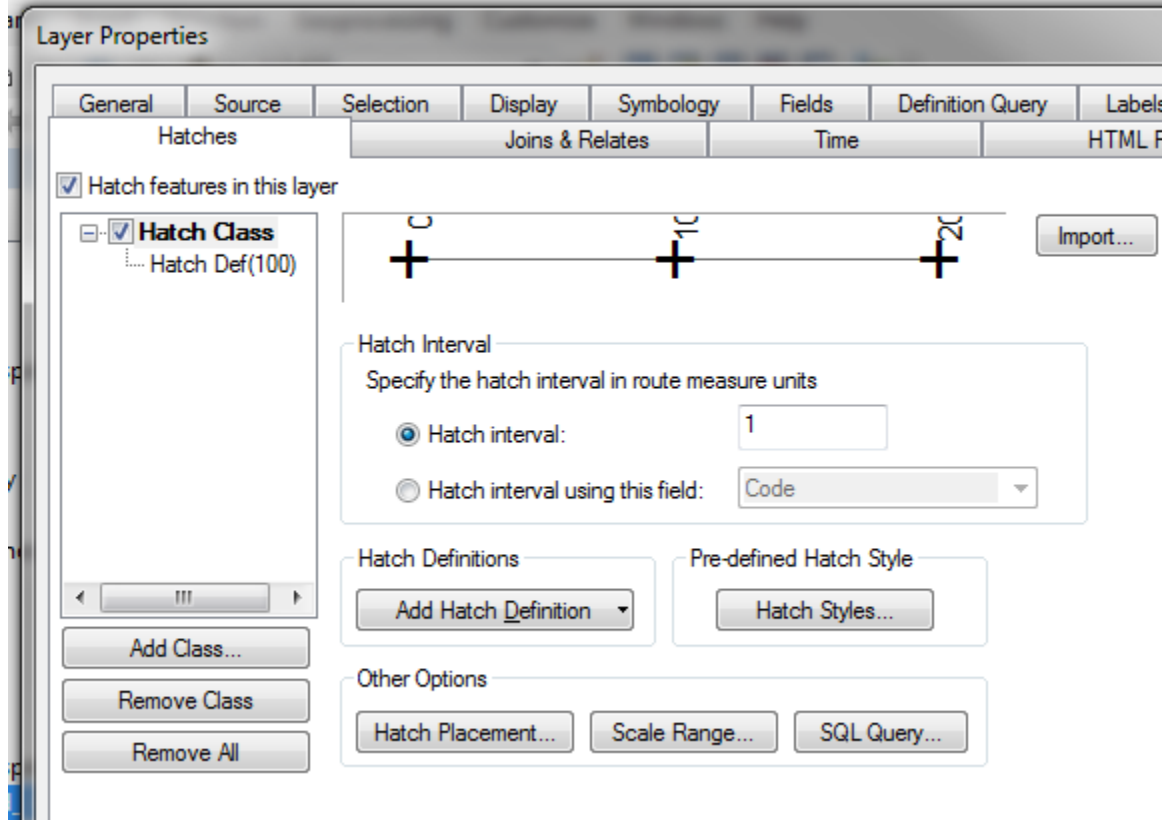 Layer Properties
General Source Selection Display Symbology Fields Definition Query Labels
Hatches Joins & Relates Time HTML
Hatch features in this layer
Hatch Class
Hatch Def(100)
Import...
Hatch Interval
Specify the hatch interval in route measure units
Hatch interval: 1
Hatch interval using this field: Code
Hatch Definitions
Add Hatch Definition
Pre-defined Hatch Style
Hatch Styles...
Add Class...
Remove Class
Remove All
Other Options
Hatch Placement... Scale Range... SQL Query...